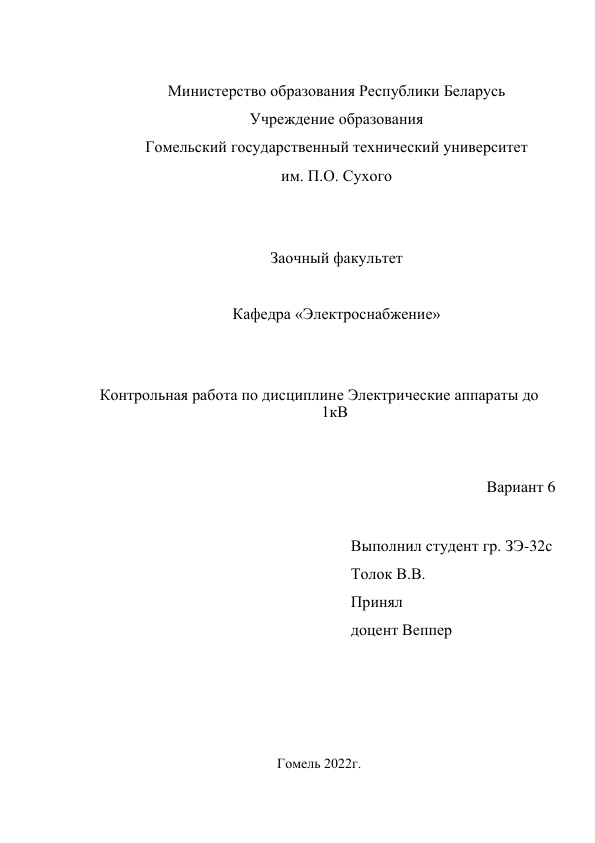 Министерство образования Республики Беларусь
Учреждение образования
Гомельский государственный технический университет
им. П.О. Сухого
Заочный факультет
Кафедра «Электроснабжение»
Контрольная работа по дисциплине Электрические аппараты до
1кВ
Вариант 6
Выполнил студент гр. ЗЭ-32с
Толок В.В.
Принял
доцент Веппер
Гомель 2022г.